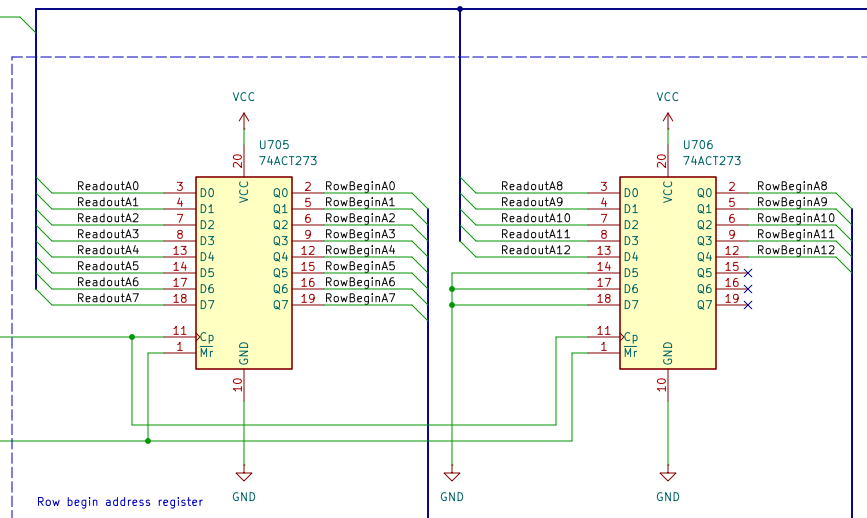 VCC
U705
74ACT273
20
VCC
ReadoutA0 3 D0 Q0 2 RowBeginA0
ReadoutA1 4 D1 Q1 5 RowBeginA1
ReadoutA2 7 D2 Q2 6 RowBeginA2
ReadoutA3 8 D3 Q3 9 RowBeginA3
ReadoutA4 13 D4 Q4 12 RowBeginA4
ReadoutA5 14 D5 Q5 15 RowBeginA5
ReadoutA6 17 D6 Q6 16 RowBeginA6
ReadoutA7 18 D7 Q7 19 RowBeginA7
11 Cp
1 Mr
GND
10
GND
VCC
U706
74ACT273
20
VCC
ReadoutA8 3 D0 Q0 2 RowBeginA8
ReadoutA9 4 D1 Q1 5 RowBeginA9
ReadoutA10 7 D2 Q2 6 RowBeginA10
ReadoutA11 8 D3 Q3 9 RowBeginA11
ReadoutA12 13 D4 Q4 12 RowBeginA12
14 D5 Q5 15
17 D6 Q6 16
18 D7 Q7 19
11 Cp
1 Mr
GND
10
GND
GND
Row begin address register